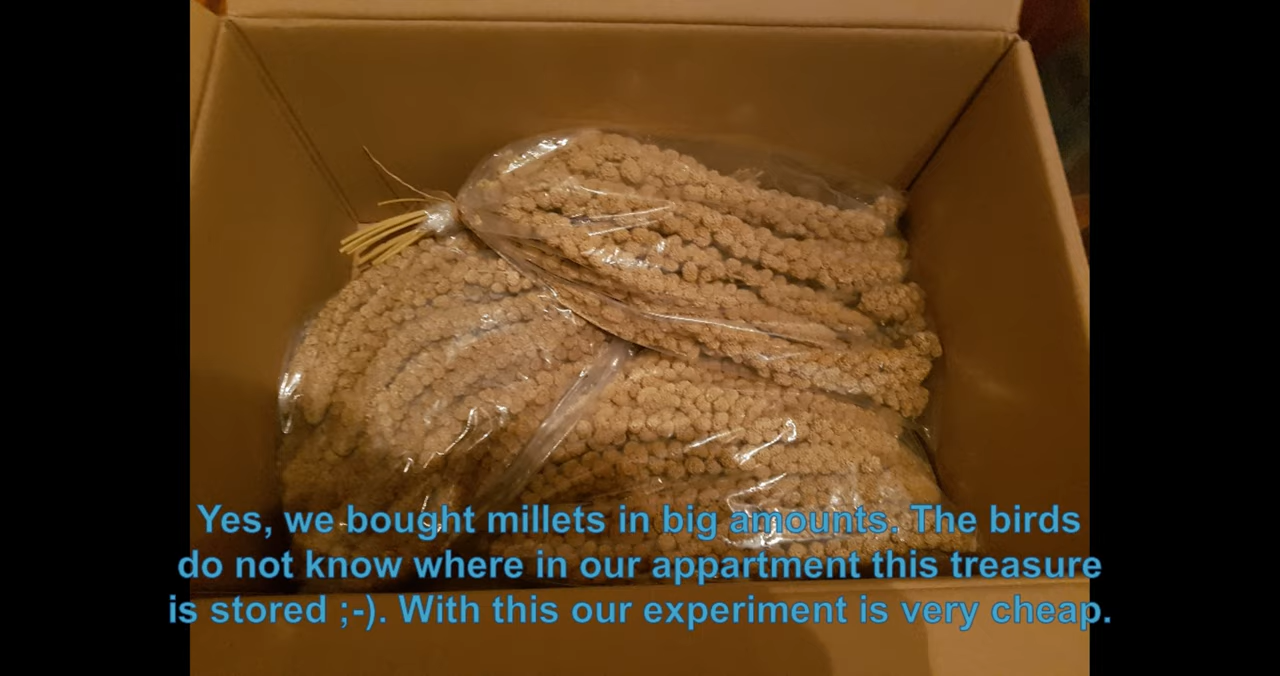 Yes, we bought millets in big amounts. The birds
do not know where in our appartment this treasure
is stored ;-). With this our experiment is very cheap.